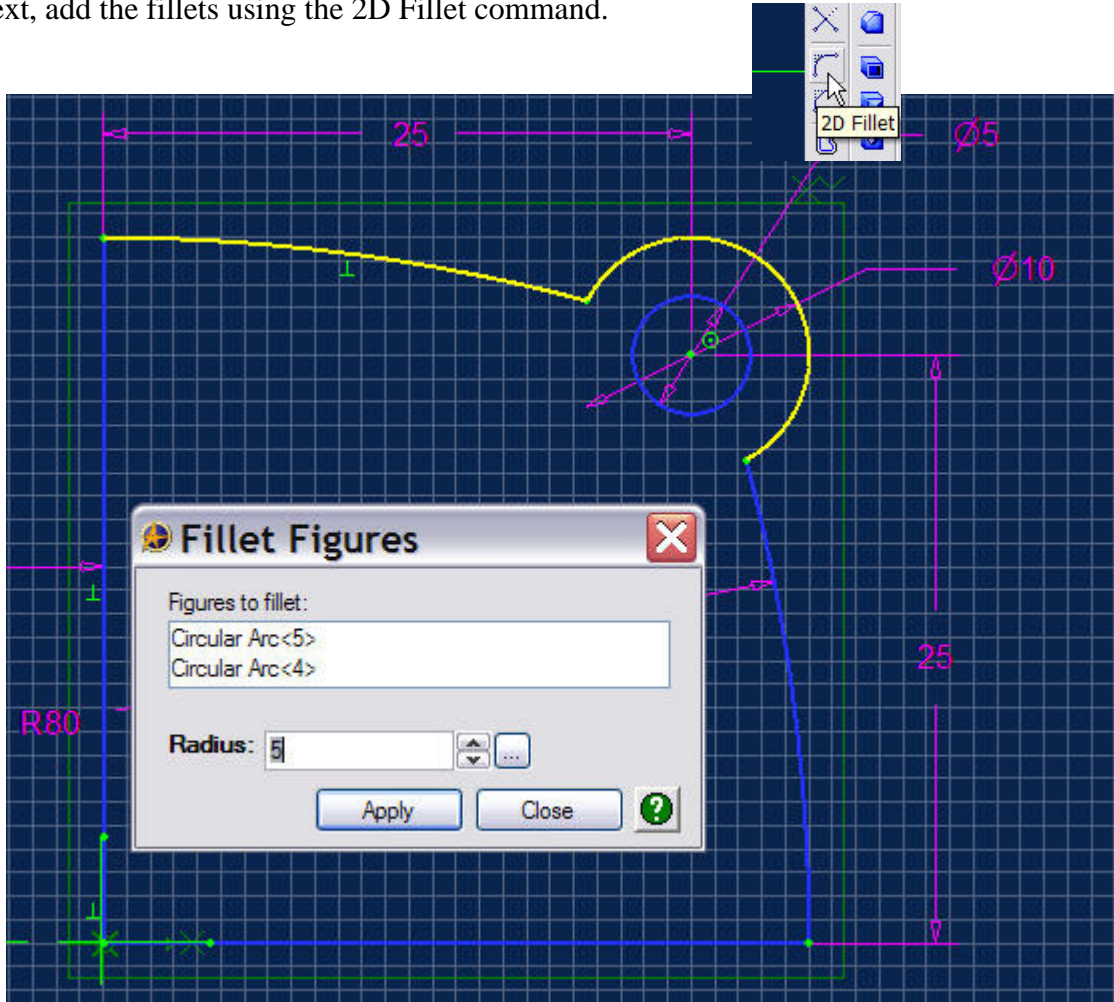 ext, add the fillets using the 2D Fillet command.
2D Fillet
25
Ø5
Ø10
Fillet Figures
Figures to fillet:
Circular Arc<5>
Circular Arc<4>
25
R80
Radius: 5
...
Apply
Close
?